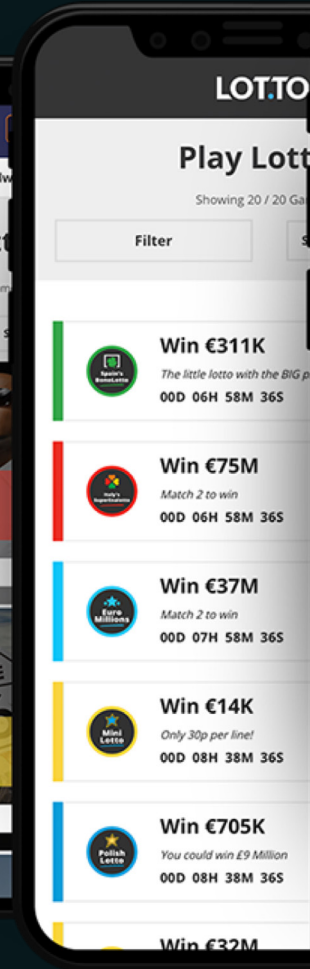 LOT.TO
Play Lott
Showing 20 / 20 Ga
Filter
S
Spain's
BonoLotto
Win €311K
The little lotto with the BIG p
00D 06H 58M 36S
Italy's
SuperEnalotto
Win €75M
Match 2 to win
00D 06H 58M 36S
Euro
Millions
Win €37M
Match 2 to win
00D 07H 58M 36S
Mini
Lotto
Win €14K
Only 30p per line!
00D 08H 38M 36S
Polish
Lotto
Win €705K
You could win £9 Million
00D 08H 38M 36S
Win €32M